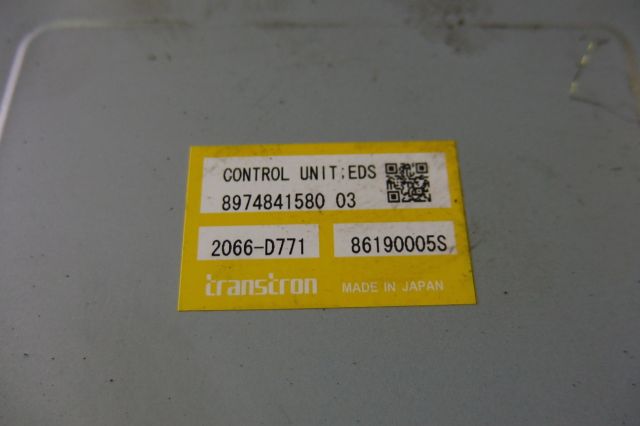 CONTROL UNIT:EDS
8974841580 03
2066-D771 86190005S
transtron MADE IN JAPAN